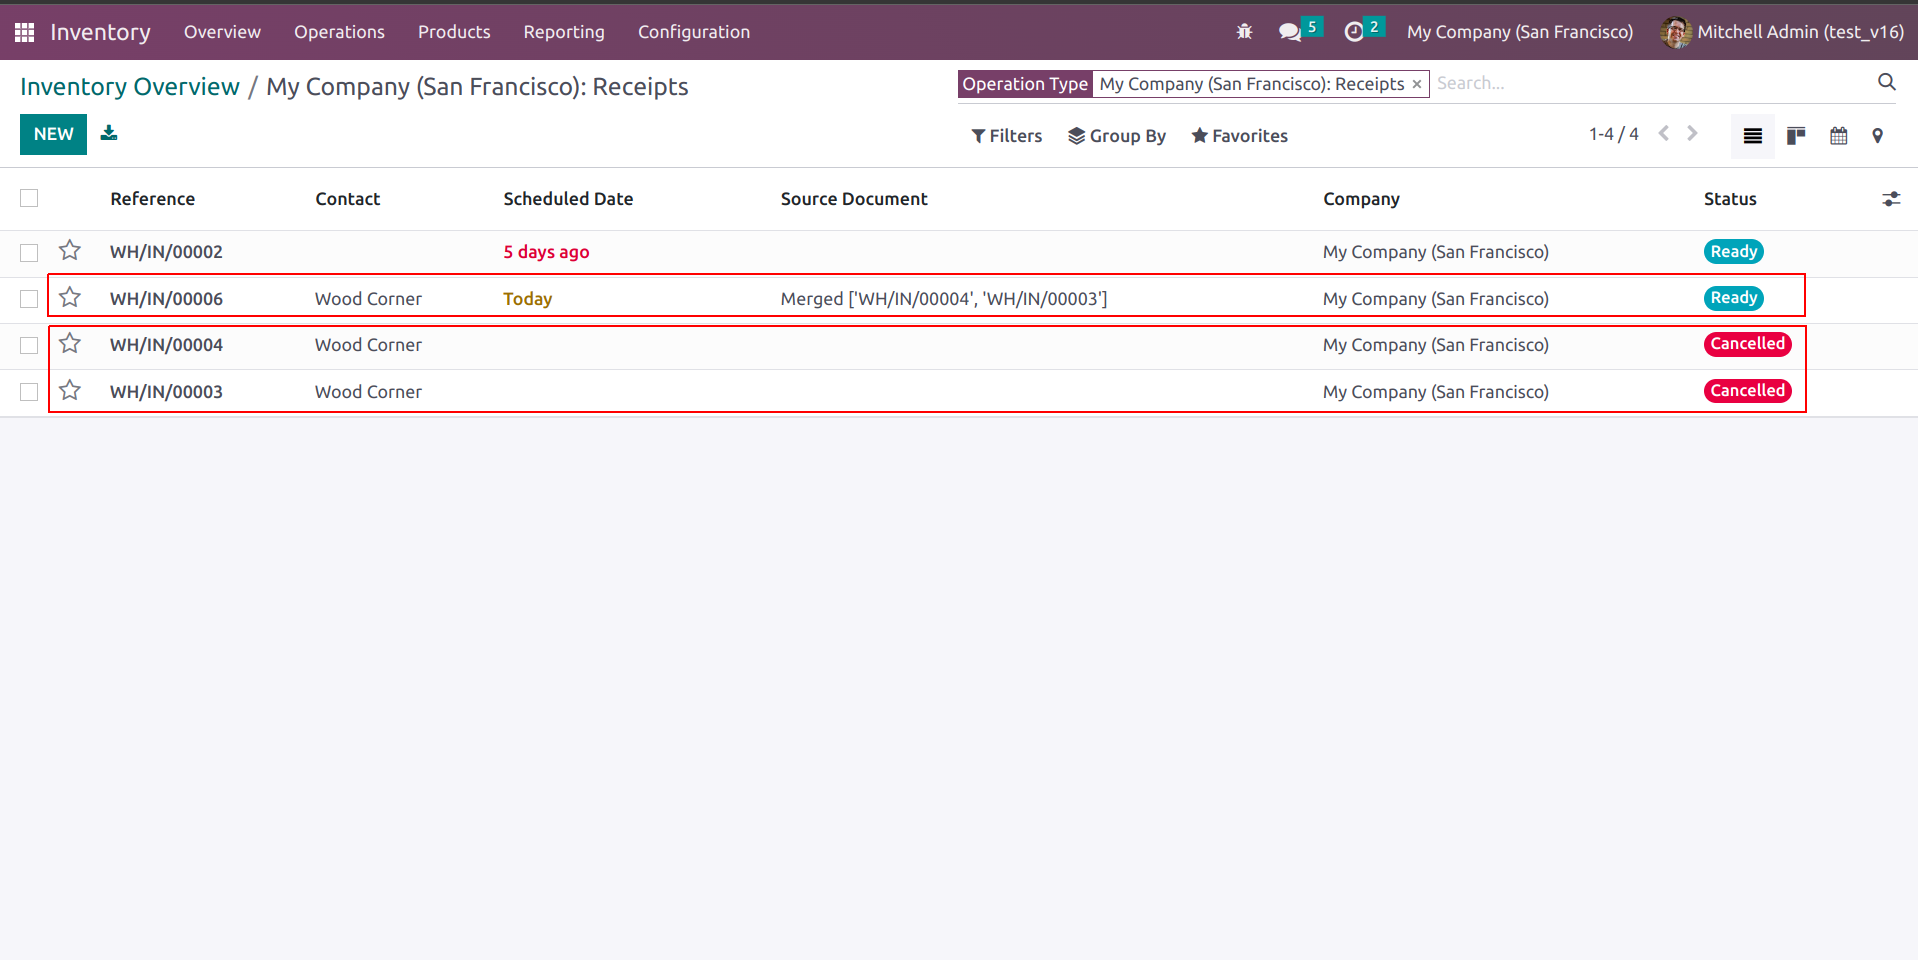 Inventory Overview Operations Products Reporting Configuration 5 2 My Company (San Francisco) Mitchell Admin (test_v16)
Inventory Overview / My Company (San Francisco): Receipts
Operation Type My Company (San Francisco): Receipts × Search...
NEW Filters Group By Favorites 1-4 / 4
Reference Contact Scheduled Date Source Document Company Status
WH/IN/00002 5 days ago My Company (San Francisco) Ready
WH/IN/00006 Wood Corner Today Merged ['WH/IN/00004', 'WH/IN/00003'] My Company (San Francisco) Ready
WH/IN/00004 Wood Corner My Company (San Francisco) Cancelled
WH/IN/00003 Wood Corner My Company (San Francisco) Cancelled